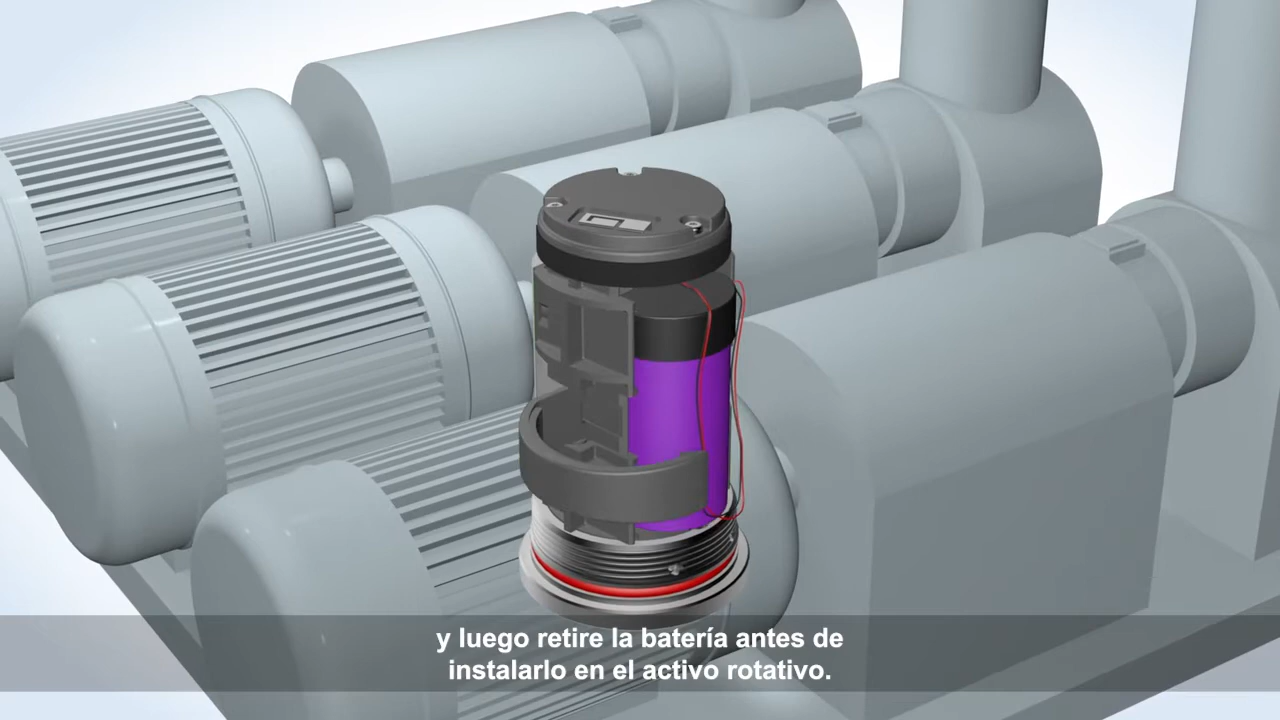 y luego retire la batería antes de
instalarlo en el activo rotativo.